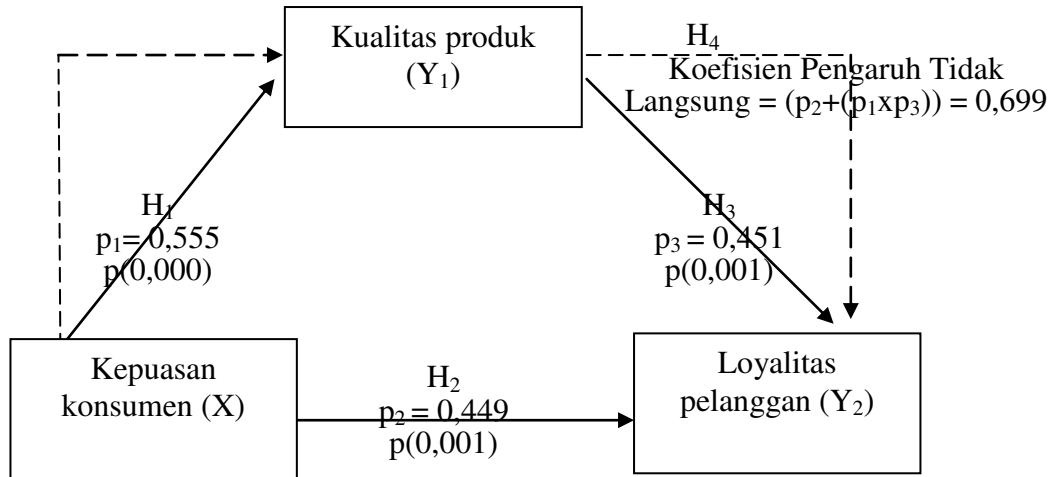 Kualitas produk
(Y₁)
H₄
Koefisien Pengaruh Tidak
Langsung = (p₂+(p₁xp₃)) = 0,699
H₁
p₁= 0,555
p(0,000)
H₃
p₃ = 0,451
p(0,001)
Kepuasan
konsumen (X)
H₂
p₂ = 0,449
p(0,001)
Loyalitas
pelanggan (Y₂)